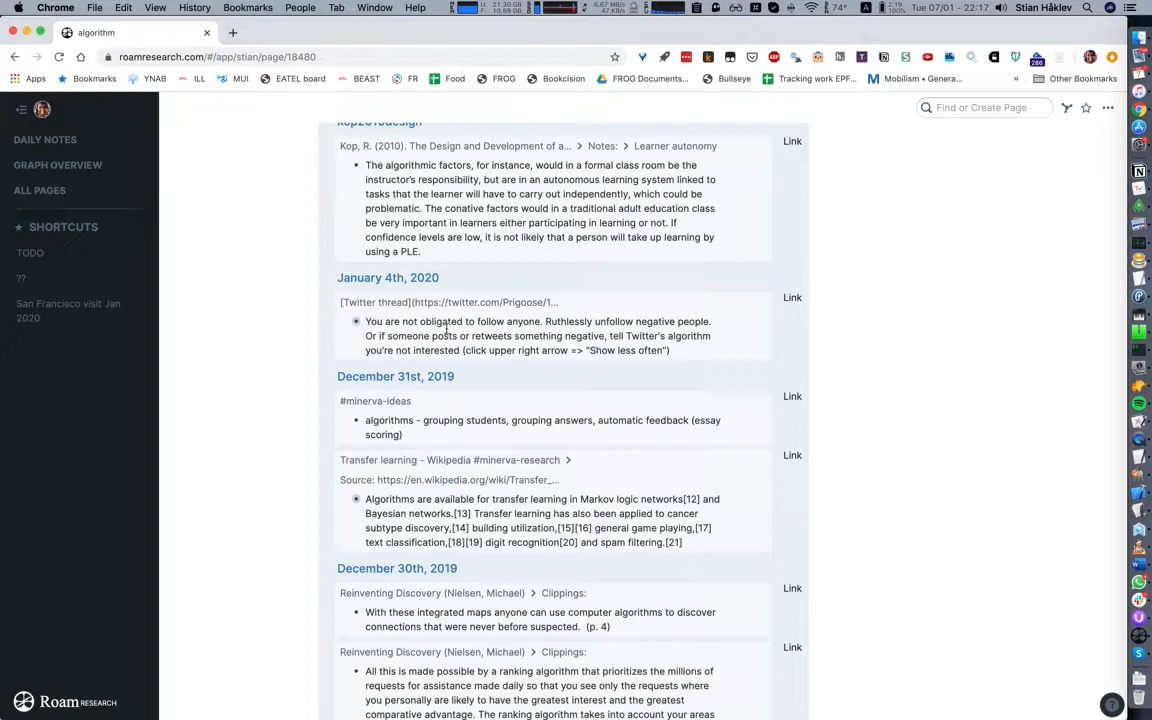 Chrome File Edit View History Bookmarks People Tab Window Help 21.30 GB 10.69 GB 6.67 MB 47 KB 74° 2:19 100% Tue 07/01 - 22:17 Stian Håklev
algorithm
roamresearch.com/#/app/stian/page/18480
Apps Bookmarks YNAB ILL MUI EATEL board BEAST FR Food FROG Bookcision FROG Documents... Bullseye Tracking work EPF... Mobilism • Genera... » Other Bookmarks
286
Find or Create Page
DAILY NOTES
GRAPH OVERVIEW
ALL PAGES
SHORTCUTS
TODO
??
San Francisco visit Jan
2020
Roam RESEARCH
kop2010design
Kop, R. (2010). The Design and Development of a... > Notes: > Learner autonomy
Link
The algorithmic factors, for instance, would in a formal class room be the
instructor's responsibility, but are in an autonomous learning system linked to
tasks that the learner will have to carry out independently, which could be
problematic. The conative factors would in a traditional adult education class
be very important in learners either participating in learning or not. If
confidence levels are low, it is not likely that a person will take up learning by
using a PLE.
January 4th, 2020
[Twitter thread](https://twitter.com/Prigoose/1...
Link
You are not obligated to follow anyone. Ruthlessly unfollow negative people.
Or if someone posts or retweets something negative, tell Twitter's algorithm
you're not interested (click upper right arrow => "Show less often")
December 31st, 2019
#minerva-ideas
Link
algorithms - grouping students, grouping answers, automatic feedback (essay
scoring)
Transfer learning - Wikipedia #minerva-research >
Link
Source: https://en.wikipedia.org/wiki/Transfer_...
Algorithms are available for transfer learning in Markov logic networks[12] and
Bayesian networks.[13] Transfer learning has also been applied to cancer
subtype discovery,[14] building utilization,[15][16] general game playing,[17]
text classification,[18][19] digit recognition[20] and spam filtering.[21]
December 30th, 2019
Reinventing Discovery (Nielsen, Michael) > Clippings:
Link
With these integrated maps anyone can use computer algorithms to discover
connections that were never before suspected. (p. 4)
Reinventing Discovery (Nielsen, Michael) > Clippings:
Link
All this is made possible by a ranking algorithm that prioritizes the millions of
requests for assistance made daily so that you see only the requests where
you personally are likely to have the greatest interest and the greatest
comparative advantage. The ranking algorithm takes into account your areas